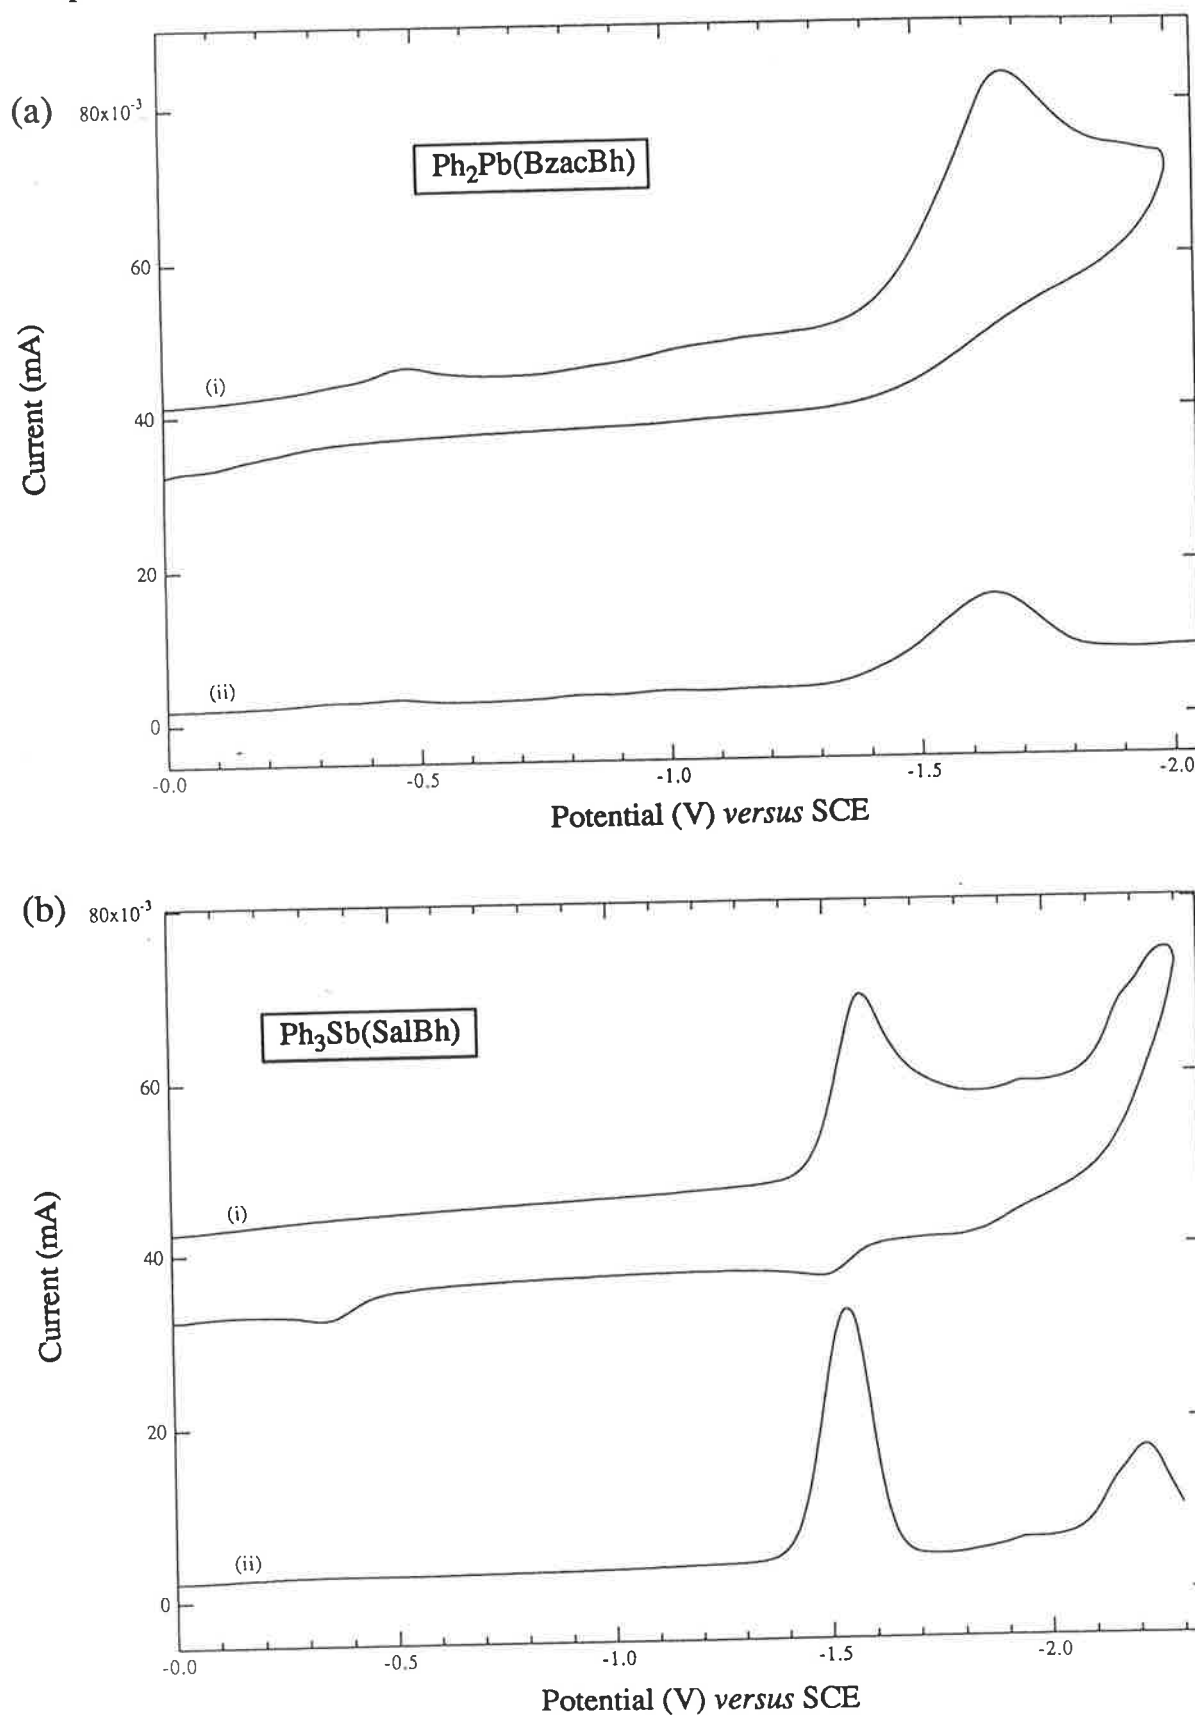 (a)
80x10⁻³
Ph₂Pb(BzacBh)
60
(i)
40
20
(ii)
0
Current (mA)
-0.0 -0.5 -1.0 -1.5 -2.0
Potential (V) versus SCE
(b)
80x10⁻³
Ph₃Sb(SalBh)
60
(i)
40
20
(ii)
0
Current (mA)
-0.0 -0.5 -1.0 -1.5 -2.0
Potential (V) versus SCE